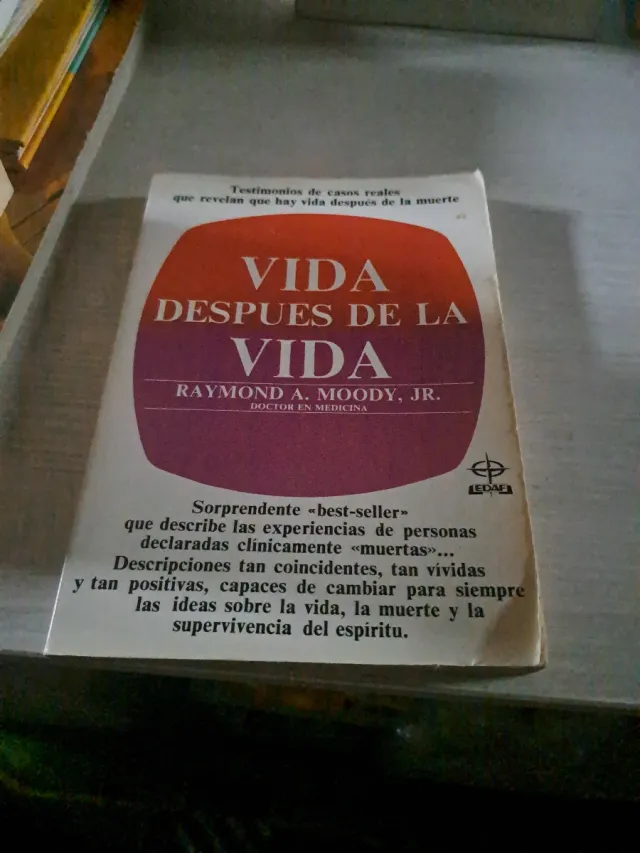 Testimonios de casos reales
que revelan que hay vida después de la muerte
VIDA
DESPUES DE LA
VIDA
RAYMOND A. MOODY, JR.
DOCTOR EN MEDICINA
EDAF
Sorprendente «best-seller»
que describe las experiencias de personas
declaradas clínicamente «muertas»...
Descripciones tan coincidentes, tan vívidas
y tan positivas, capaces de cambiar para siempre
las ideas sobre la vida, la muerte y la
supervivencia del espíritu.